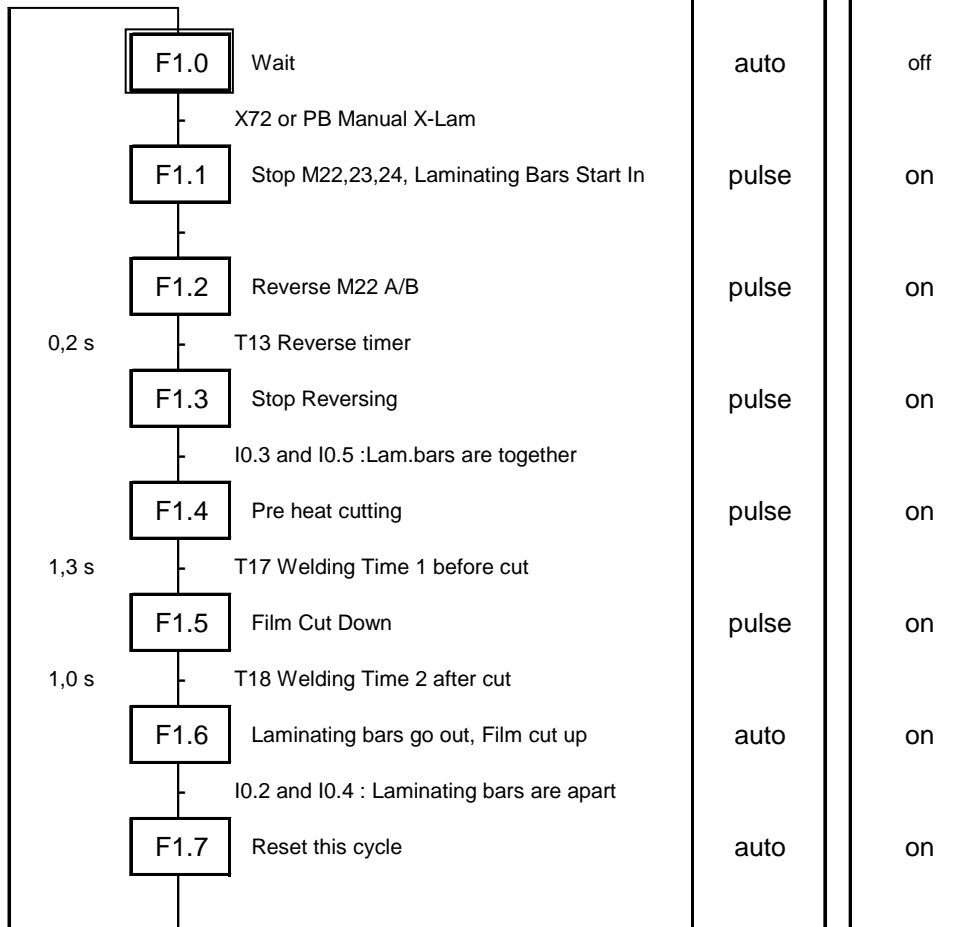 F1.0 Wait auto off
- X72 or PB Manual X-Lam
F1.1 Stop M22,23,24, Laminating Bars Start In pulse on
-
F1.2 Reverse M22 A/B pulse on
0,2 s - T13 Reverse timer
F1.3 Stop Reversing pulse on
- I0.3 and I0.5 :Lam.bars are together
F1.4 Pre heat cutting pulse on
1,3 s - T17 Welding Time 1 before cut
F1.5 Film Cut Down pulse on
1,0 s - T18 Welding Time 2 after cut
F1.6 Laminating bars go out, Film cut up auto on
- I0.2 and I0.4 : Laminating bars are apart
F1.7 Reset this cycle auto on